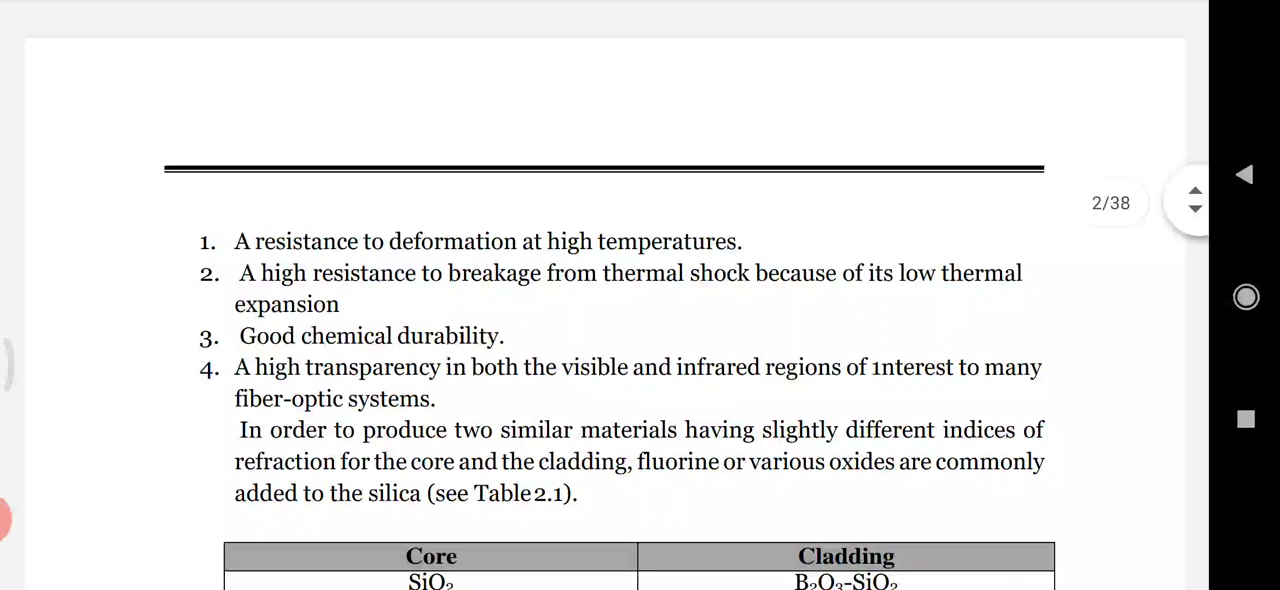 2/38
1. A resistance to deformation at high temperatures.
2. A high resistance to breakage from thermal shock because of its low thermal
expansion
3. Good chemical durability.
4. A high transparency in both the visible and infrared regions of 1nterest to many
fiber-optic systems.
In order to produce two similar materials having slightly different indices of
refraction for the core and the cladding, fluorine or various oxides are commonly
added to the silica (see Table2.1).
Core Cladding
SiO₂ B₂O₃-SiO₂